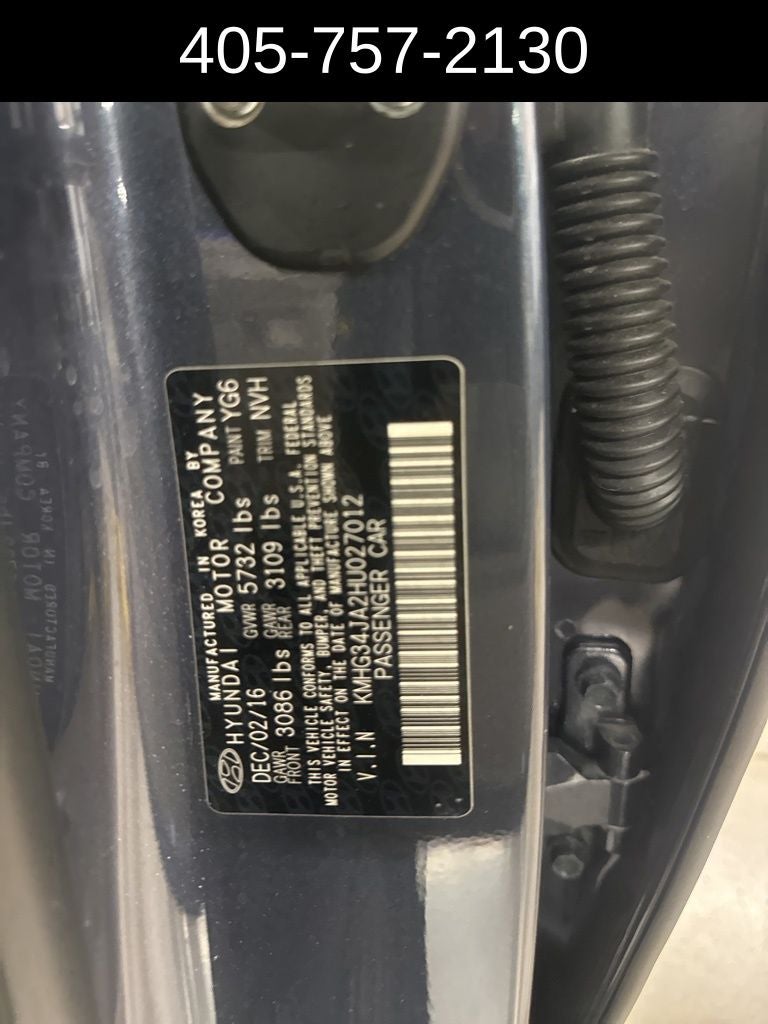 405-757-2130
MANUFACTURED IN KOREA BY
HYUNDAI MOTOR COMPANY
DEC/02/16 GVWR 5732 lbs PAINT YG6
GAWR FRONT 3086 lbs GAWR REAR 3109 lbs TRIM NVH
THIS VEHICLE CONFORMS TO ALL APPLICABLE U.S.A. FEDERAL
MOTOR VEHICLE SAFETY, BUMPER, AND THEFT PREVENTION STANDARDS
IN EFFECT ON THE DATE OF MANUFACTURE SHOWN ABOVE
V.I.N KMHG34JA2HU027012
PASSENGER CAR